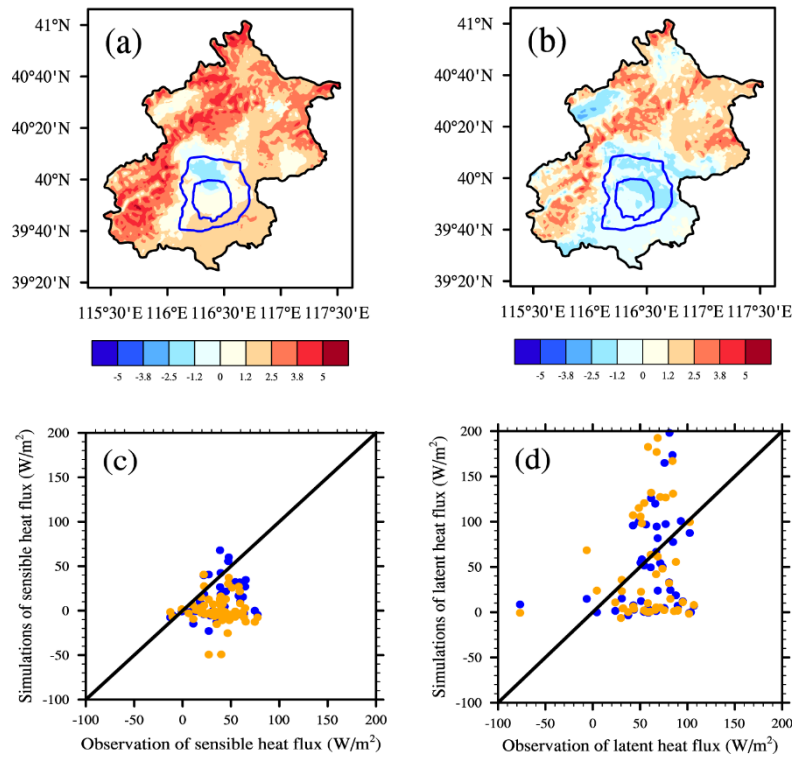 (a)
41°N
40°40'N
40°20'N
40°N
39°40'N
39°20'N
115°30'E 116°E 116°30'E 117°E 117°30'E
-5 -3.8 -2.5 -1.2 0 1.2 2.5 3.8 5
(b)
41°N
40°40'N
40°20'N
40°N
39°40'N
39°20'N
115°30'E 116°E 116°30'E 117°E 117°30'E
-5 -3.8 -2.5 -1.2 0 1.2 2.5 3.8 5
(c)
Simulations of sensible heat flux (W/m²)
200
150
100
50
0
-50
-100
-100 -50 0 50 100 150 200
Observation of sensible heat flux (W/m²)
(d)
Simulations of latent heat flux (W/m²)
200
150
100
50
0
-50
-100
-100 -50 0 50 100 150 200
Observation of latent heat flux (W/m²)